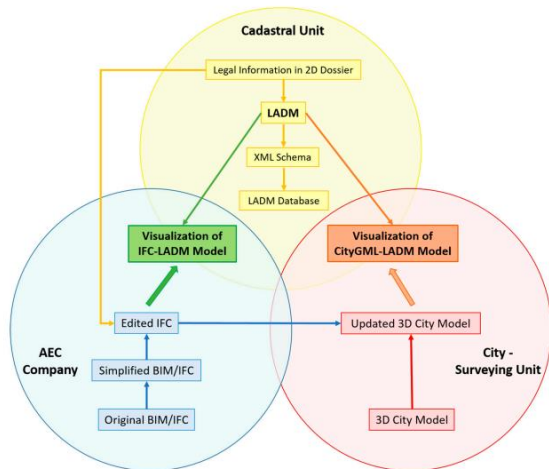 Cadastral Unit
Legal Information in 2D Dossier
LADM
XML Schema
LADM Database
Visualization of
IFC-LADM Model
Visualization of
CityGML-LADM Model
Edited IFC
Updated 3D City Model
AEC
Company
City -
Surveying Unit
Simplified BIM/IFC
Original BIM/IFC
3D City Model